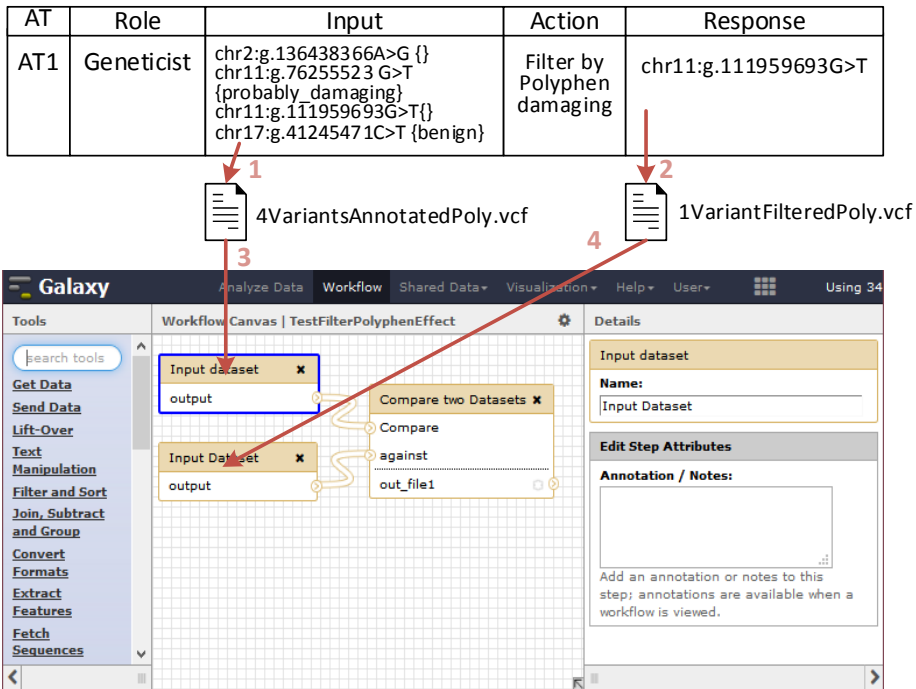 AT Role Input Action Response
AT1 Geneticist
chr2:g.136438366A>G {}
chr11:g.76255523 G>T
{probably_damaging}
chr11:g.111959693G>T{}
chr17:g.41245471C>T {benign}
Filter by
Polyphen
damaging
chr11:g.111959693G>T
1
2
4VariantsAnnotatedPoly.vcf
1VariantFilteredPoly.vcf
3
4
Galaxy Analyze Data Workflow Shared Data Visualization Help User Using 34
Tools
search tools
Get Data
Send Data
Lift-Over
Text
Manipulation
Filter and Sort
Join, Subtract
and Group
Convert
Formats
Extract
Features
Fetch
Sequences
Workflow Canvas | TestFilterPolyphenEffect
Input dataset
output
Input Dataset
output
Compare two Datasets
Compare
against
out_file1
Details
Input dataset
Name:
Input Dataset
Edit Step Attributes
Annotation / Notes:
Add an annotation or notes to this
step; annotations are available when a
workflow is viewed.